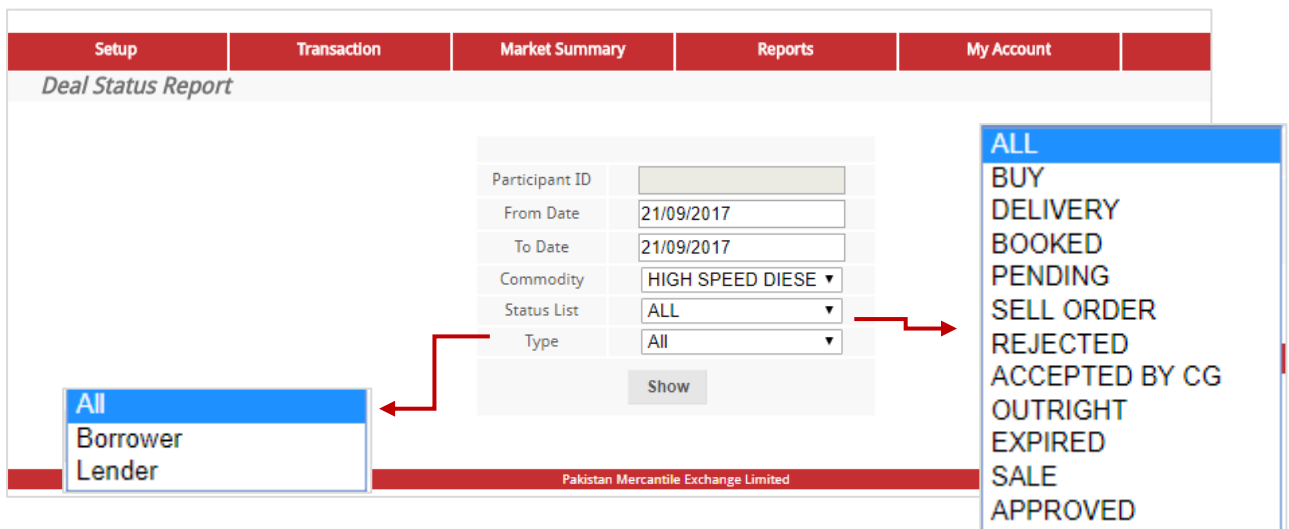 Setup Transaction Market Summary Reports My Account
Deal Status Report
Participant ID
From Date 21/09/2017
To Date 21/09/2017
Commodity HIGH SPEED DIESE
Status List ALL
Type All
Show
All
Borrower
Lender
ALL
BUY
DELIVERY
BOOKED
PENDING
SELL ORDER
REJECTED
ACCEPTED BY CG
OUTRIGHT
EXPIRED
SALE
APPROVED
Pakistan Mercantile Exchange Limited